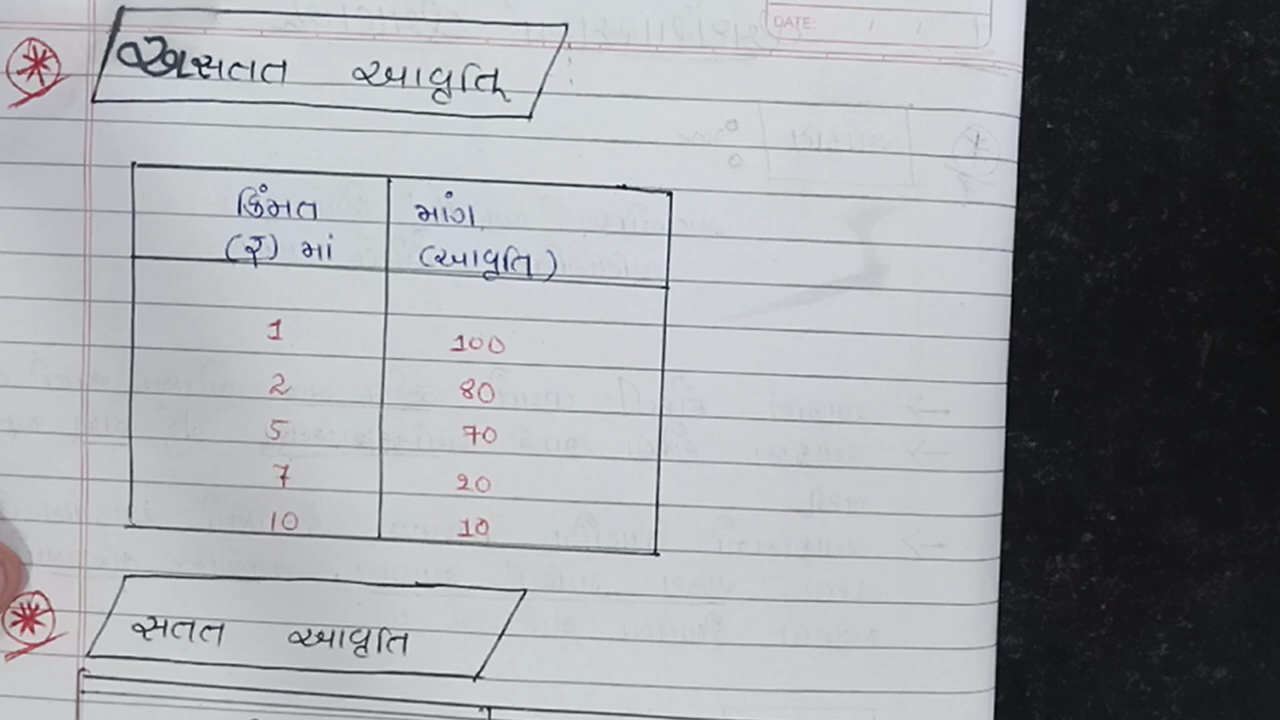 DATE:
અસતત આવૃતિ
કિંમત માંગ
(₹) માં (આવૃતિ)
1 100
2 80
5 70
7 20
10 10
સતત આવૃતિ